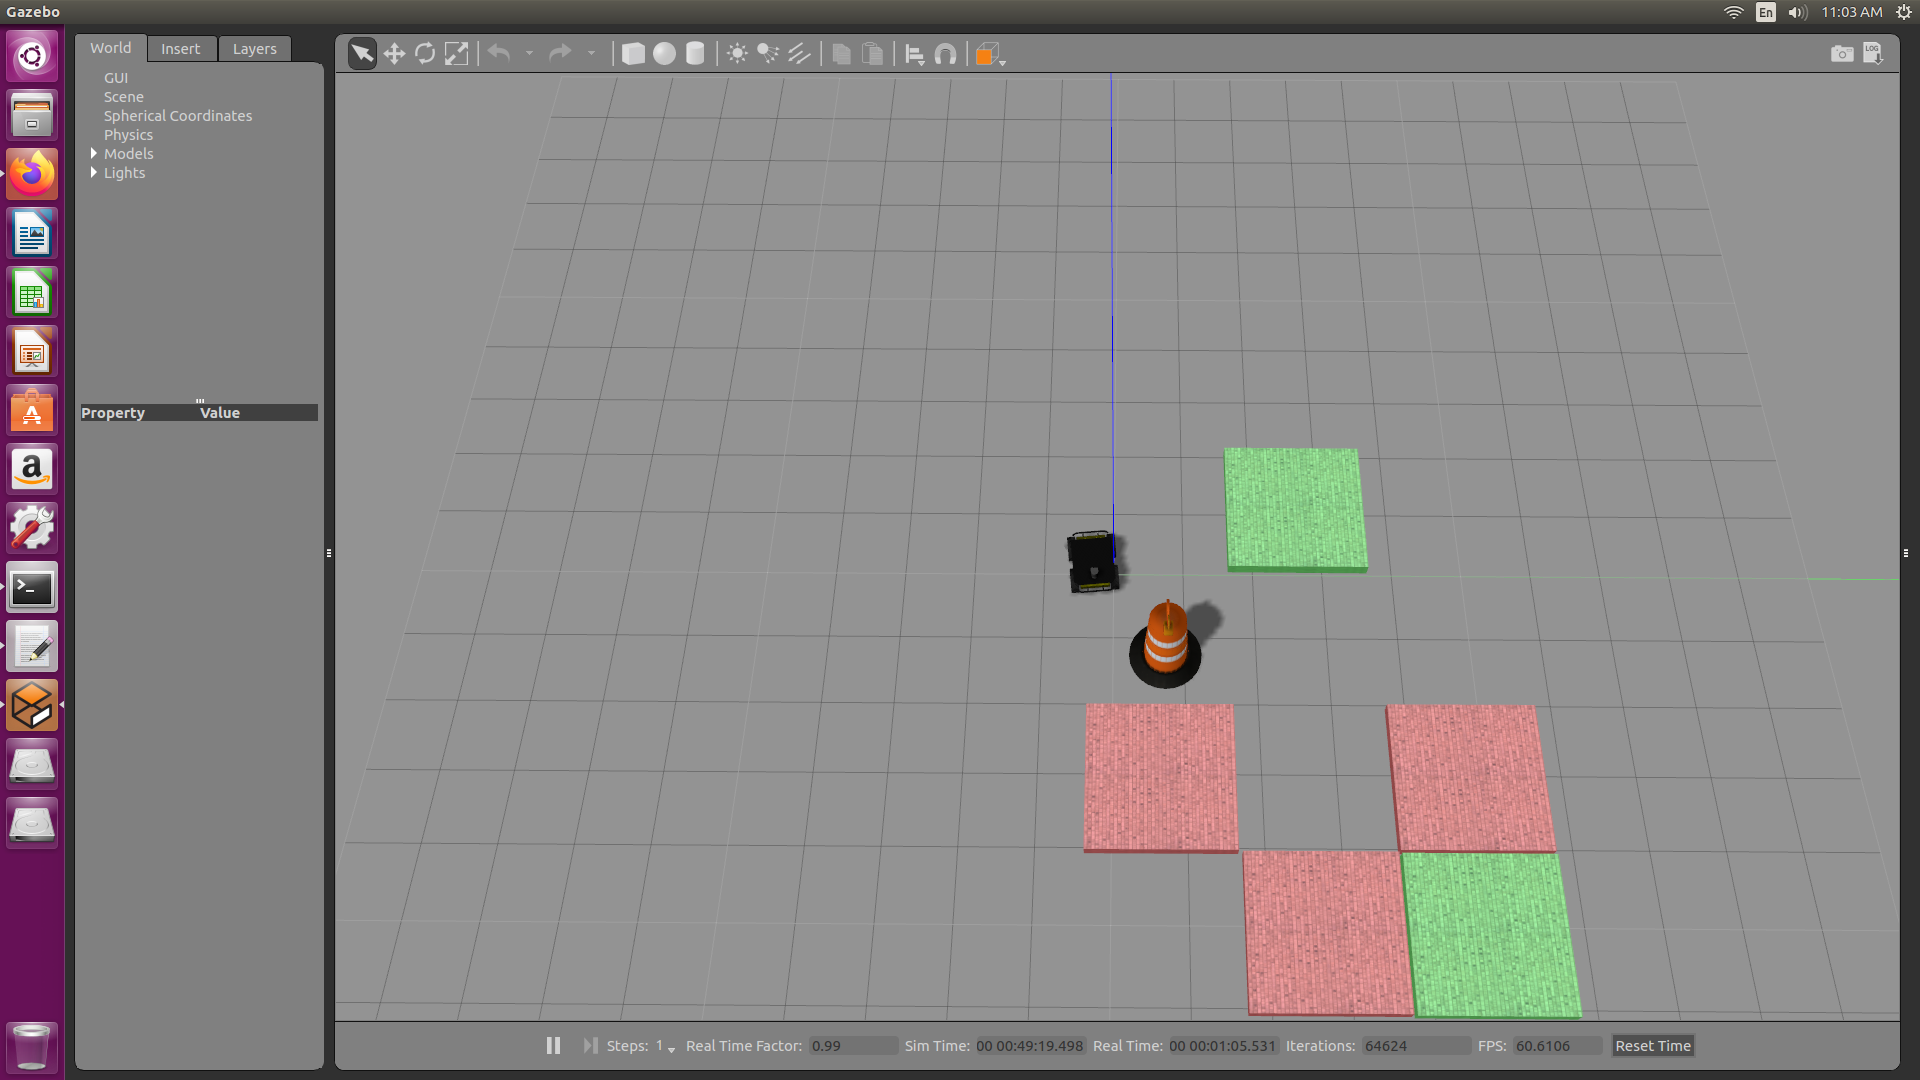 Gazebo
En
11:03 AM
World
Insert
Layers
GUI
Scene
Spherical Coordinates
Physics
Models
Lights
Property Value
LOG
a
A
>_
Steps: 1 Real Time Factor: 0.99 Sim Time: 00 00:49:19.498 Real Time: 00 00:01:05.531 Iterations: 64624 FPS: 60.6106 Reset Time